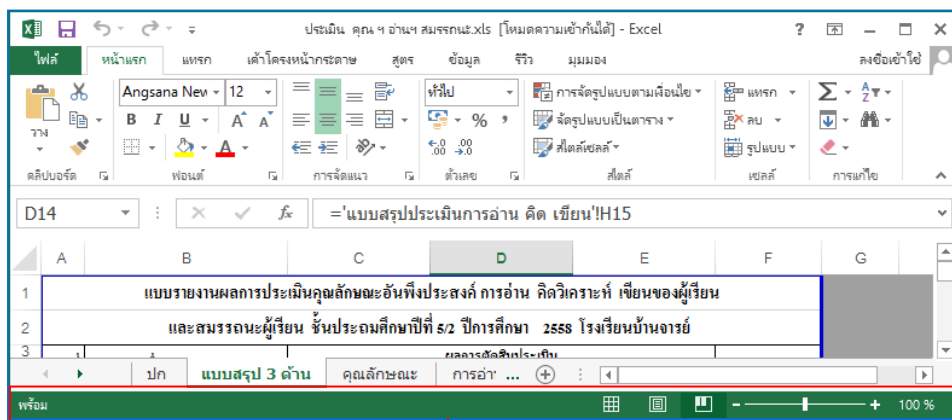 ประเมิน คุณ ฯ อ่านฯ สมรรถนะ.xls [โหมดความเข้ากันได้] - Excel
ไฟล์ หน้าแรก แทรก เค้าโครงหน้ากระดาษ สูตร ข้อมูล รีวิว มุมมอง ลงชื่อเข้าใช้
วาง Angsana New 12 ทั่วไป การจัดรูปแบบตามเงื่อนไข แทรก
B I U A A % จัดรูปแบบเป็นตาราง ลบ
A สไตล์เซลล์ รูปแบบ
คลิปบอร์ด ฟอนต์ การจัดแนว ตัวเลข สไตล์ เซลล์ การแก้ไข
D14 fx ='แบบสรุปประเมินการอ่าน คิด เขียน'!H15
A B C D E F G
1 แบบรายงานผลการประเมินคุณลักษณะอันพึงประสงค์ การอ่าน คิดวิเคราะห์ เขียนของผู้เรียน
2 และสมรรถนะผู้เรียน ชั้นประถมศึกษาปีที่ 5/2 ปีการศึกษา 2558 โรงเรียนบ้านจารย์
3 ผลการตัดสินประเมิน
ปก แบบสรุป 3 ด้าน คุณลักษณะ การอ่า ...
พร้อม 100 %